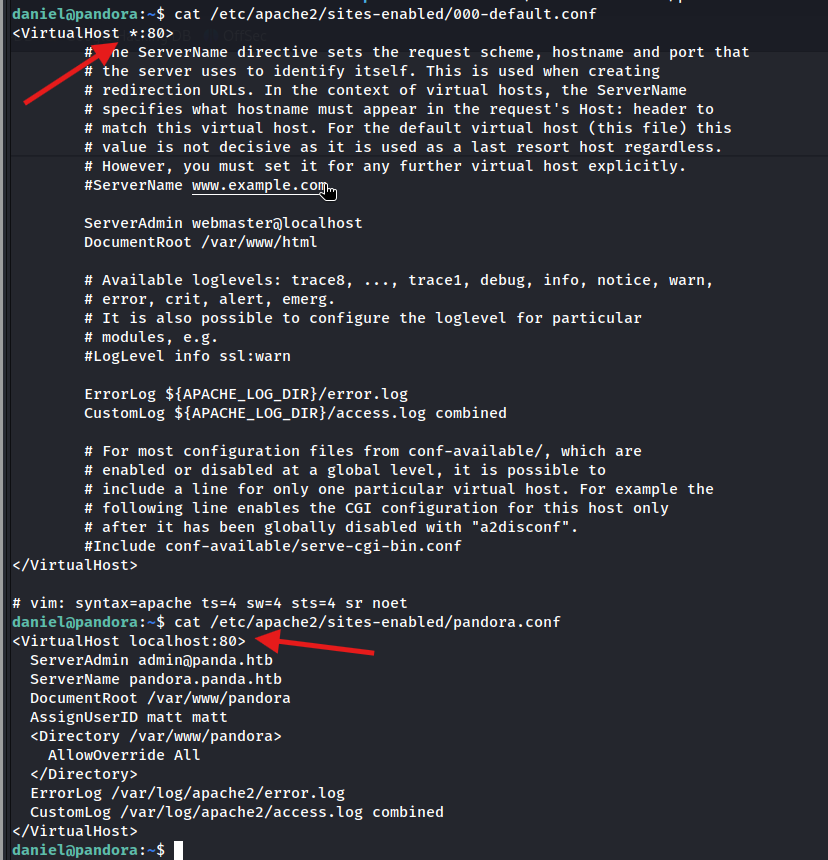 daniel@pandora:~$ cat /etc/apache2/sites-enabled/000-default.conf
<VirtualHost *:80>
# The ServerName directive sets the request scheme, hostname and port that
# the server uses to identify itself. This is used when creating
# redirection URLs. In the context of virtual hosts, the ServerName
# specifies what hostname must appear in the request's Host: header to
# match this virtual host. For the default virtual host (this file) this
# value is not decisive as it is used as a last resort host regardless.
# However, you must set it for any further virtual host explicitly.
#ServerName www.example.com

ServerAdmin webmaster@localhost
DocumentRoot /var/www/html

# Available loglevels: trace8, ..., trace1, debug, info, notice, warn,
# error, crit, alert, emerg.
# It is also possible to configure the loglevel for particular
# modules, e.g.
#LogLevel info ssl:warn

ErrorLog ${APACHE_LOG_DIR}/error.log
CustomLog ${APACHE_LOG_DIR}/access.log combined

# For most configuration files from conf-available/, which are
# enabled or disabled at a global level, it is possible to
# include a line for only one particular virtual host. For example the
# following line enables the CGI configuration for this host only
# after it has been globally disabled with "a2disconf".
#Include conf-available/serve-cgi-bin.conf
</VirtualHost>

# vim: syntax=apache ts=4 sw=4 sts=4 sr noet
daniel@pandora:~$ cat /etc/apache2/sites-enabled/pandora.conf
<VirtualHost localhost:80>
ServerAdmin admin@panda.htb
ServerName pandora.panda.htb
DocumentRoot /var/www/pandora
AssignUserID matt matt
<Directory /var/www/pandora>
AllowOverride All
</Directory>
ErrorLog /var/log/apache2/error.log
CustomLog /var/log/apache2/access.log combined
</VirtualHost>
daniel@pandora:~$